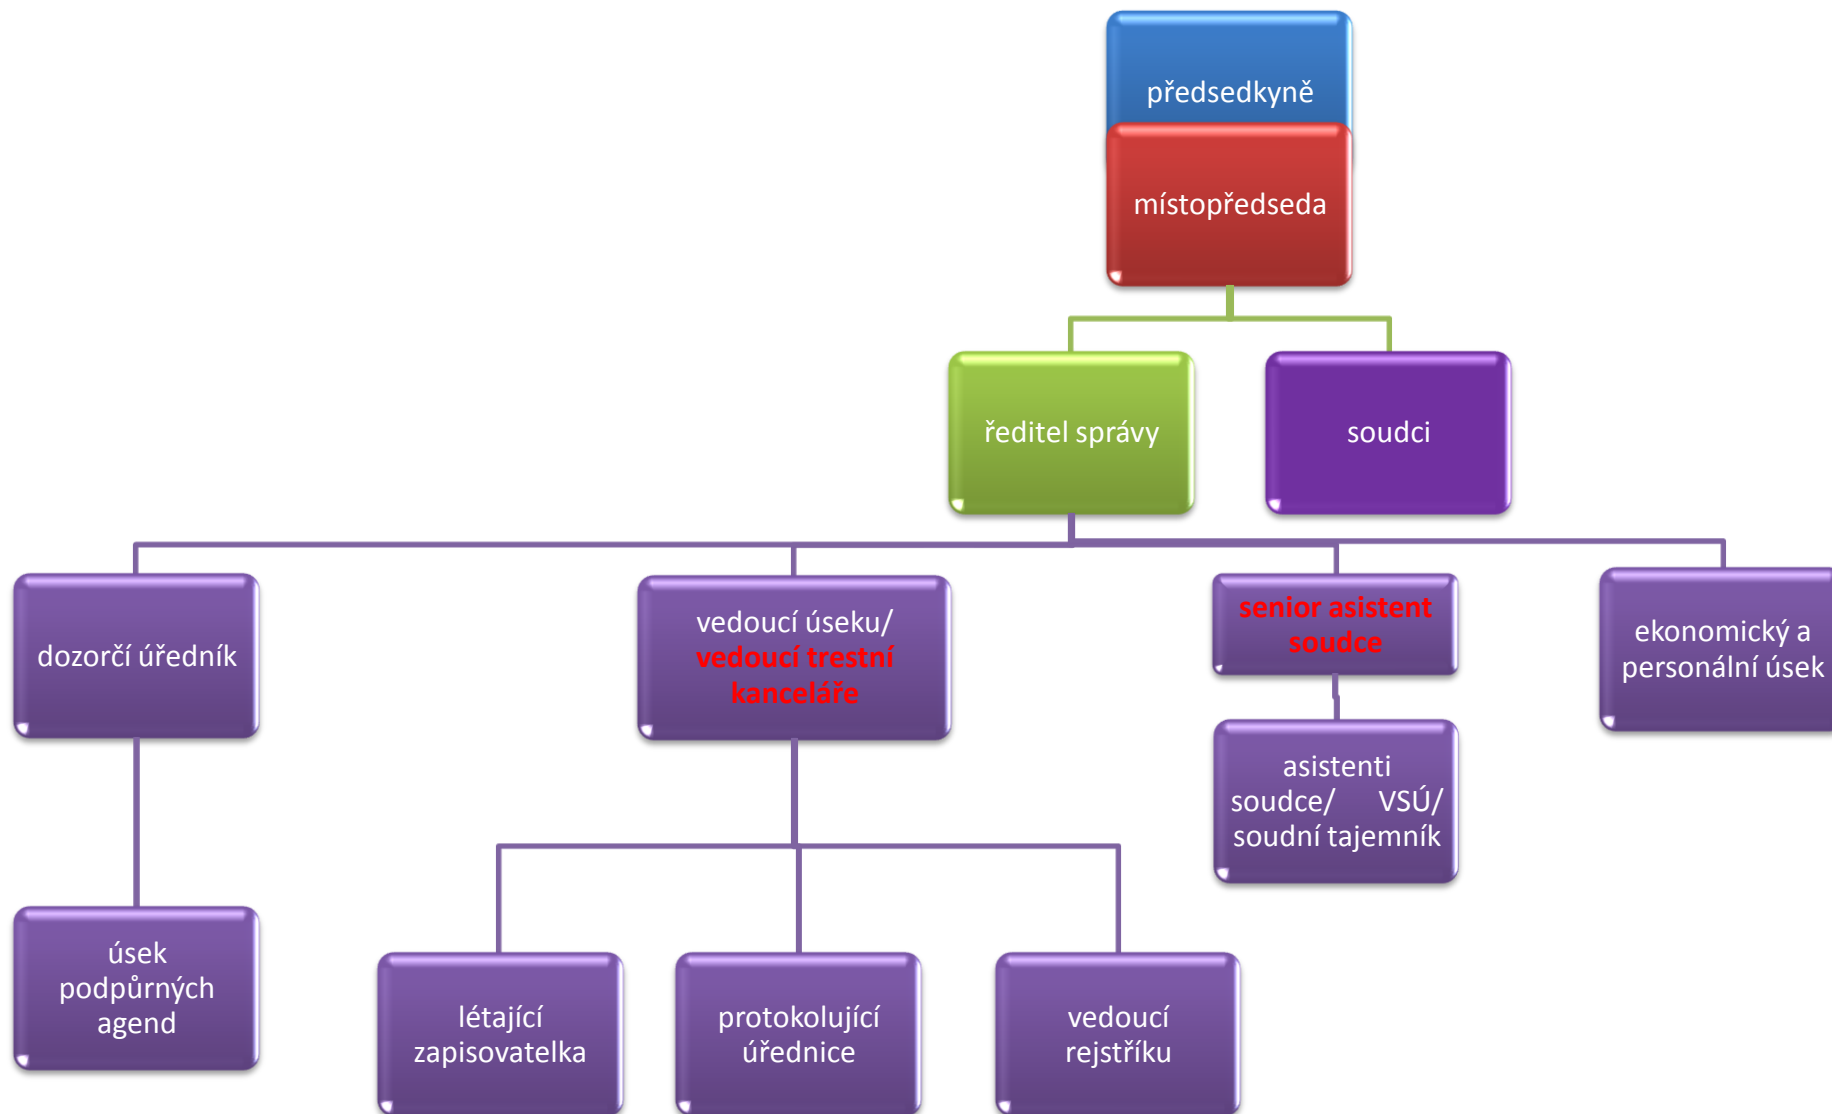 předsedkyně
místopředseda
ředitel správy
soudci
dozorčí úředník
vedoucí úseku/
vedoucí trestní
kanceláře
senior asistent
soudce
ekonomický a
personální úsek
asistenti
soudce/ VSÚ/
soudní tajemník
úsek
podpůrných
agend
létající
zapisovatelka
protokolující
úřednice
vedoucí
rejstříku